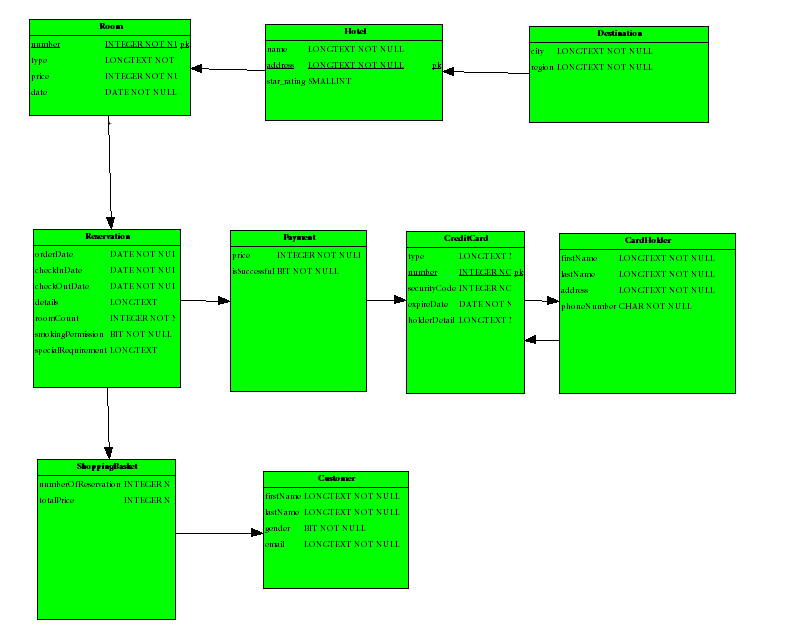 Room
number INTEGER NOT NU pk
type LONGTEXT NOT
price INTEGER NOT NU
date DATE NOT NULL
Hotel
name LONGTEXT NOT NULL
address LONGTEXT NOT NULL pk
star_rating SMALLINT
Destination
city LONGTEXT NOT NULL
region LONGTEXT NOT NULL
Reservation
orderDate DATE NOT NUI
checkInDate DATE NOT NUI
checkOutDate DATE NOT NUI
details LONGTEXT
roomCount INTEGER NOT
smokingPermission BIT NOT NULL
specialRequirement LONGTEXT
Payment
price INTEGER NOT NULI
isSuccessful BIT NOT NULL
CreditCard
type LONGTEXT
number INTEGER NO pk
securityCode INTEGER NO
expireDate DATE NOT N
holderDetail LONGTEXT
CardHolder
firstName LONGTEXT NOT NULL
lastName LONGTEXT NOT NULL
address LONGTEXT NOT NULL
phoneNumber CHAR NOT NULL
ShoppingBasket
numberOfReservation INTEGER N
totalPrice INTEGER N
Customer
firstName LONGTEXT NOT NULL
lastName LONGTEXT NOT NULL
gender BIT NOT NULL
email LONGTEXT NOT NULL